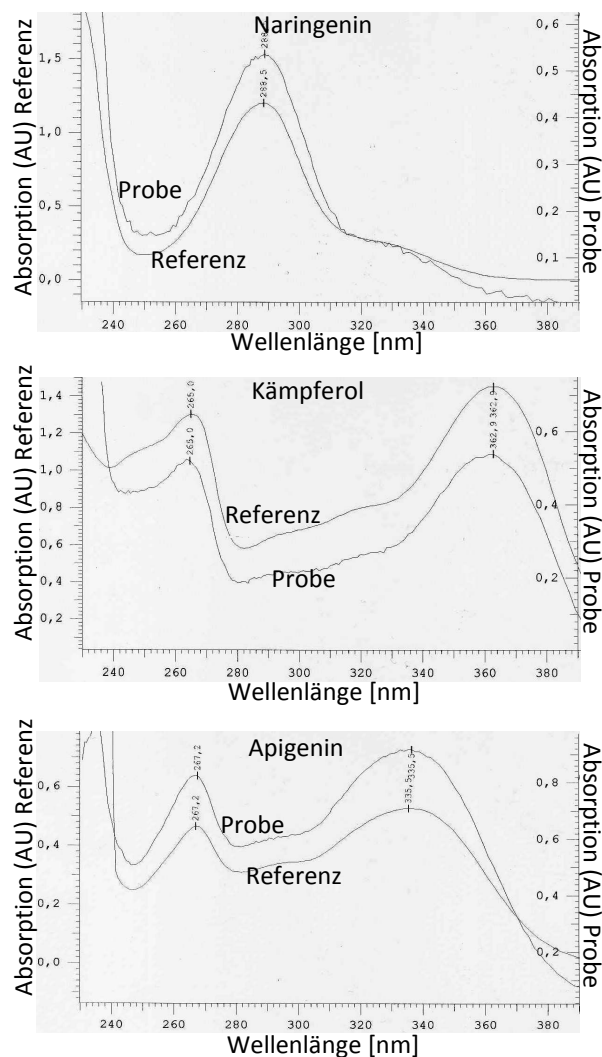 Naringenin
Absorption (AU) Referenz
1,5
1,0
0,5
0,0
288,5
Probe
Referenz
0,6
0,5
0,4
0,3
0,2
0,1
0,0
Absorption (AU) Probe
240 260 280 300 320 340 360 380
Wellenlänge [nm]
Kämpferol
Absorption (AU) Referenz
1,4
1,2
1,0
0,8
0,6
0,4
0,2
265,0
265,0
362,9
362,9
362,9
Referenz
Probe
0,6
0,4
0,2
Absorption (AU) Probe
240 260 280 300 320 340 360 380
Wellenlänge [nm]
Apigenin
Absorption (AU) Referenz
0,6
0,4
0,2
0,0
267,2
267,2
335,5
335,5
Probe
Referenz
0,8
0,6
0,4
0,2
Absorption (AU) Probe
240 260 280 300 320 340 360 380
Wellenlänge [nm]